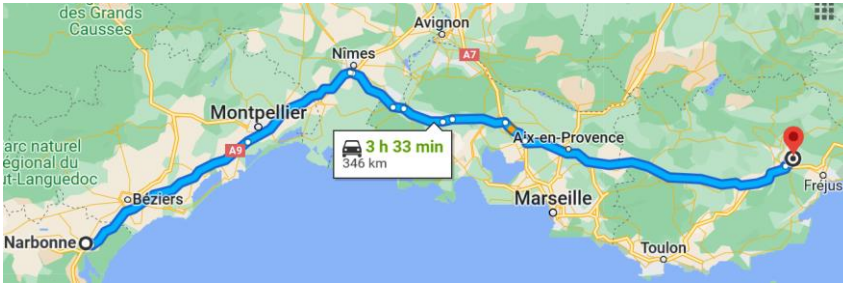 des Grands
Causses
Avignon
Nîmes
A7
Montpellier
3 h 33 min
346 km
Aix-en-Provence
arc naturel
égional du
ut-Languedoc
A9
Béziers
Fréjus
Marseille
Narbonne
Toulon